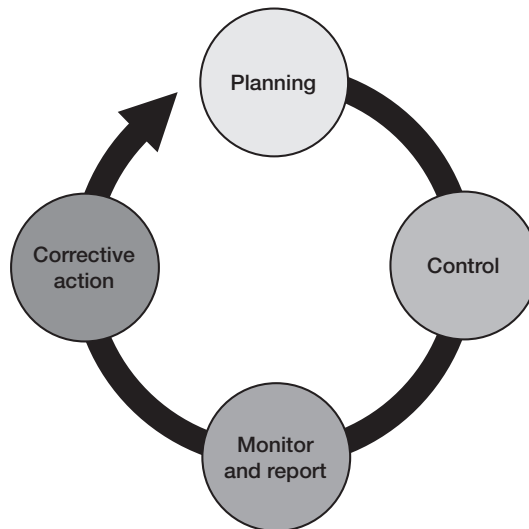 Planning
Control
Monitor
and report
Corrective
action